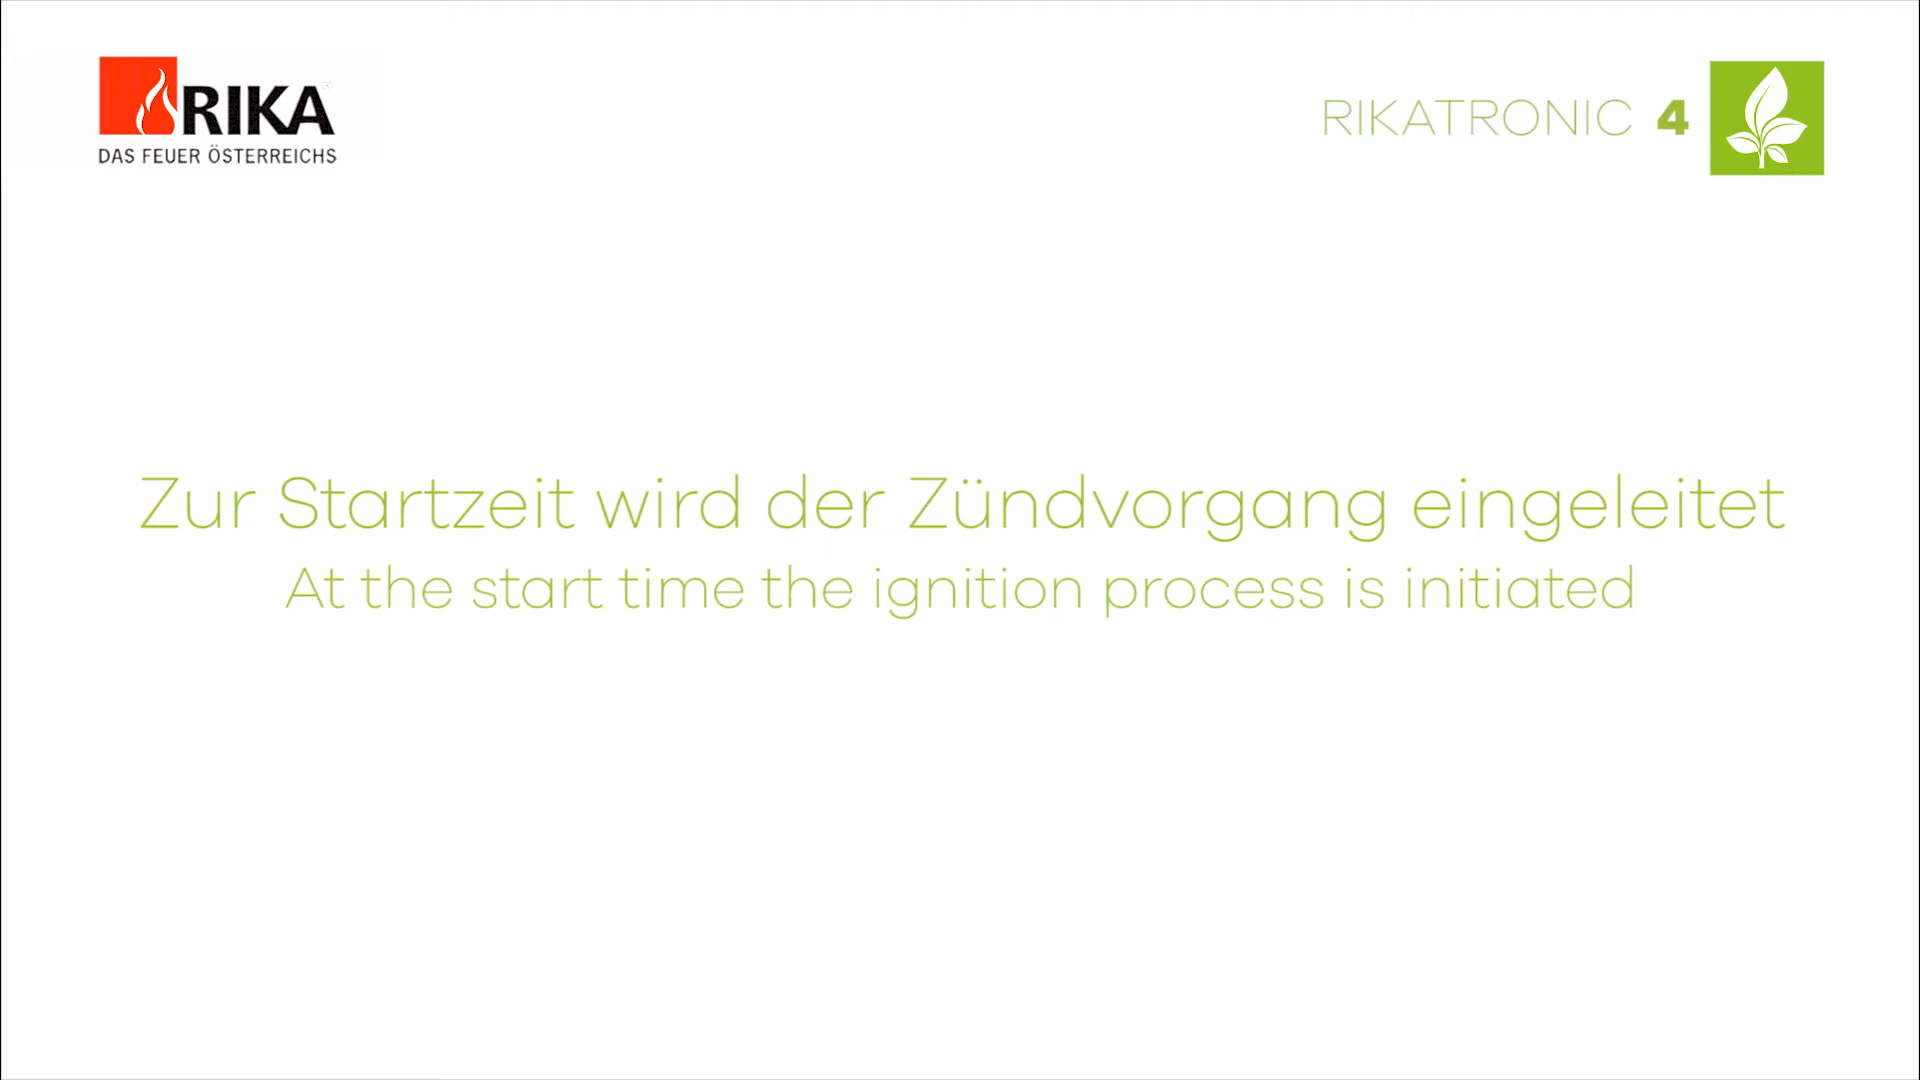 RIKA
DAS FEUER ÖSTERREICHS
RIKATRONIC 4
Zur Startzeit wird der Zündvorgang eingeleitet
At the start time the ignition process is initiated